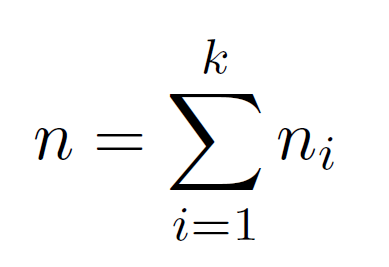 n = \sum_{i=1}^{k} n_i